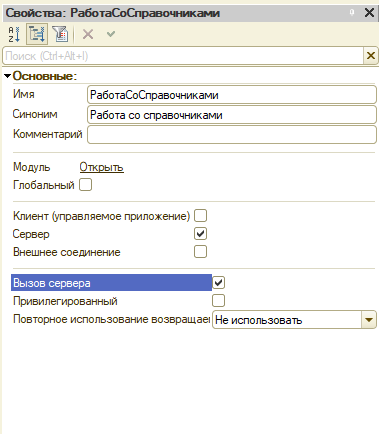 Свойства: РаботаСоСправочниками
Поиск (Ctrl+Alt+I)
Основные:
Имя РаботаСоСправочниками
Синоним Работа со справочниками
Комментарий
Модуль Открыть
Глобальный
Клиент (управляемое приложение)
Сервер
Внешнее соединение
Вызов сервера
Привилегированный
Повторное использование возвращаем Не использовать